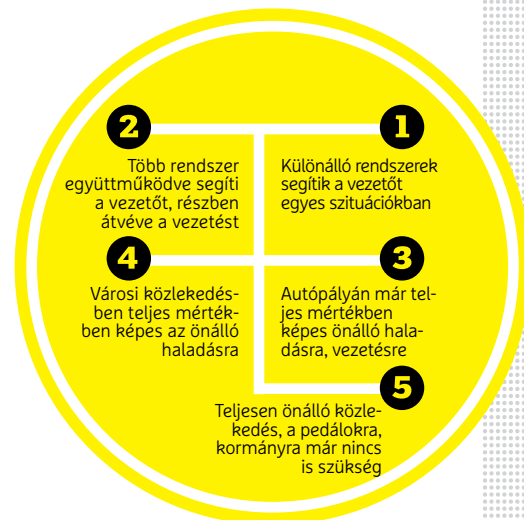 1
Különálló rendszerek
segítik a vezetőt
egyes szituációkban
2
Több rendszer
együttműködve segíti
a vezetőt, részben
átvéve a vezetést
3
Autópályán már tel-
jes mértékben
képes önálló hala-
dásra, vezetésre
4
Városi közlekedés-
ben teljes mérték-
ben képes az önálló
haladásra
5
Teljesen önálló közle-
kedés, a pedálokra,
kormányra már nincs
is szükség